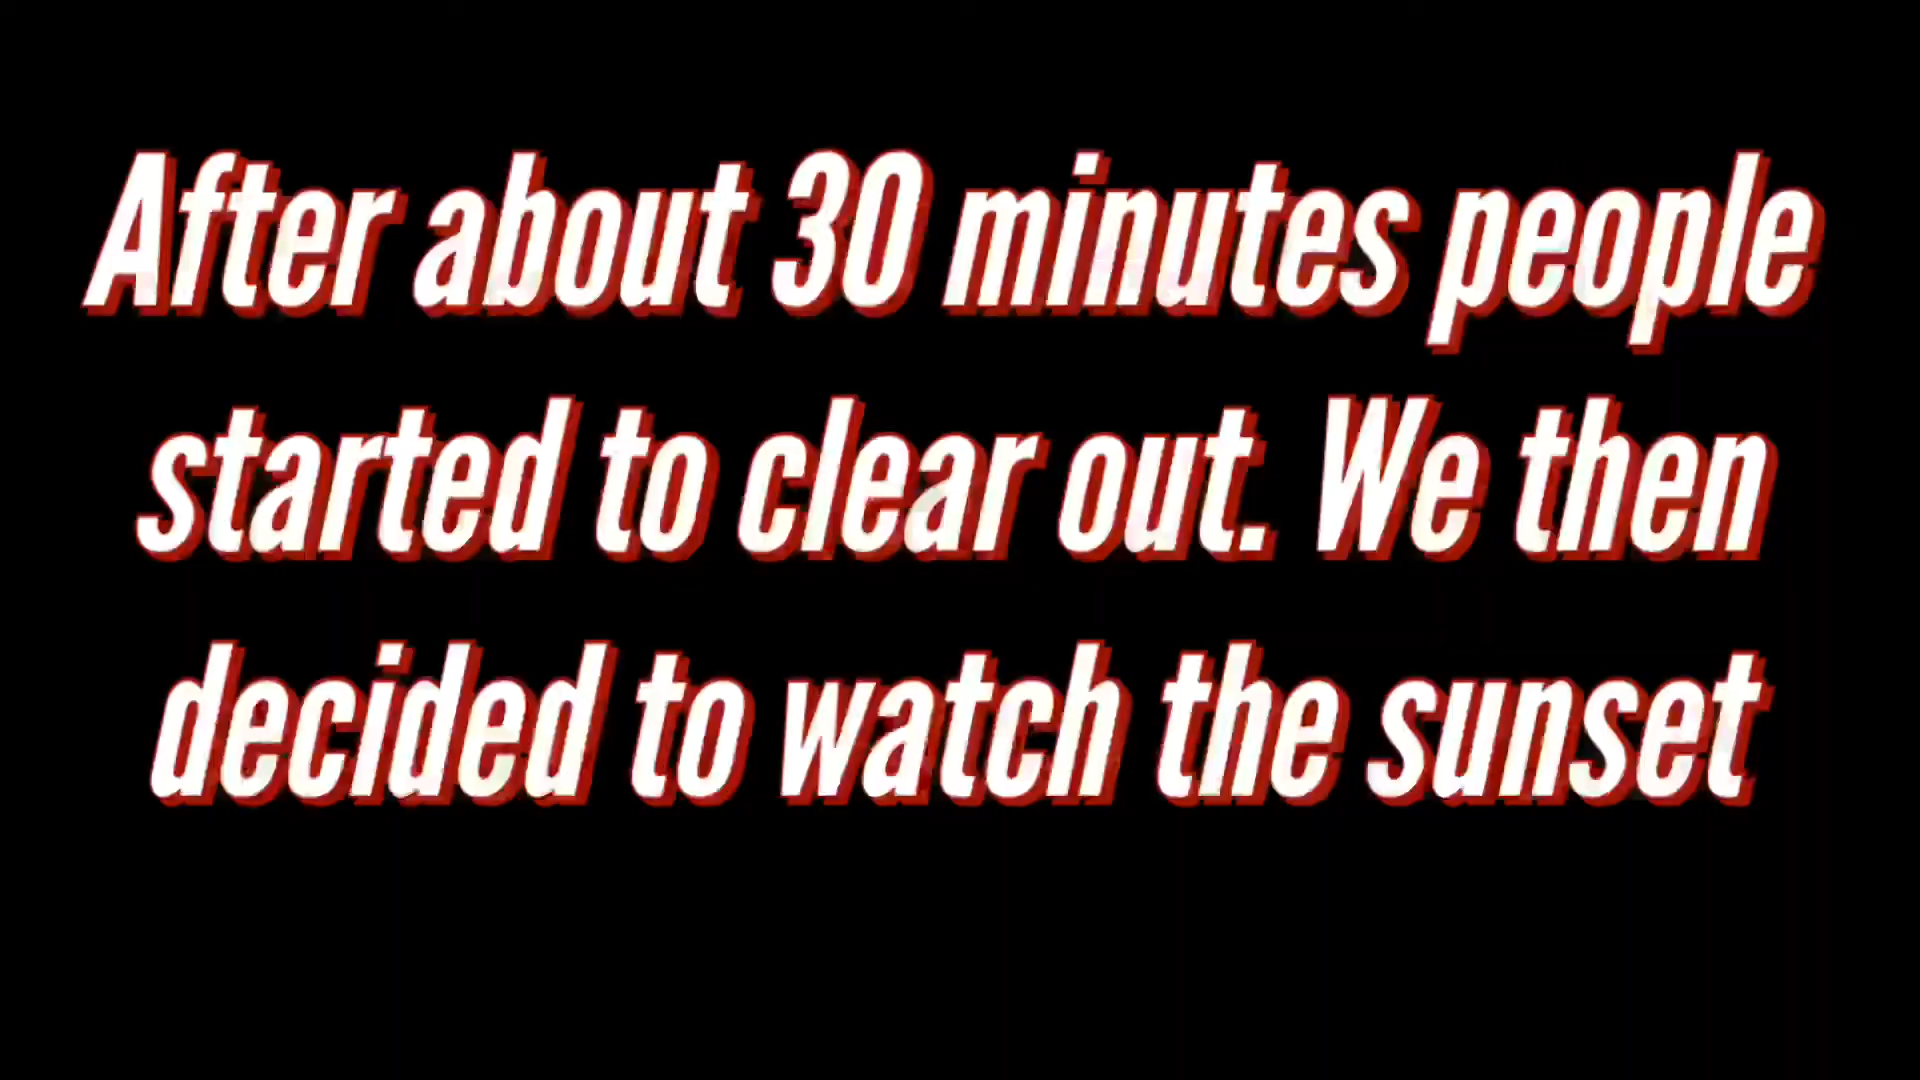 After about 30 minutes people
started to clear out. We then
decided to watch the sunset